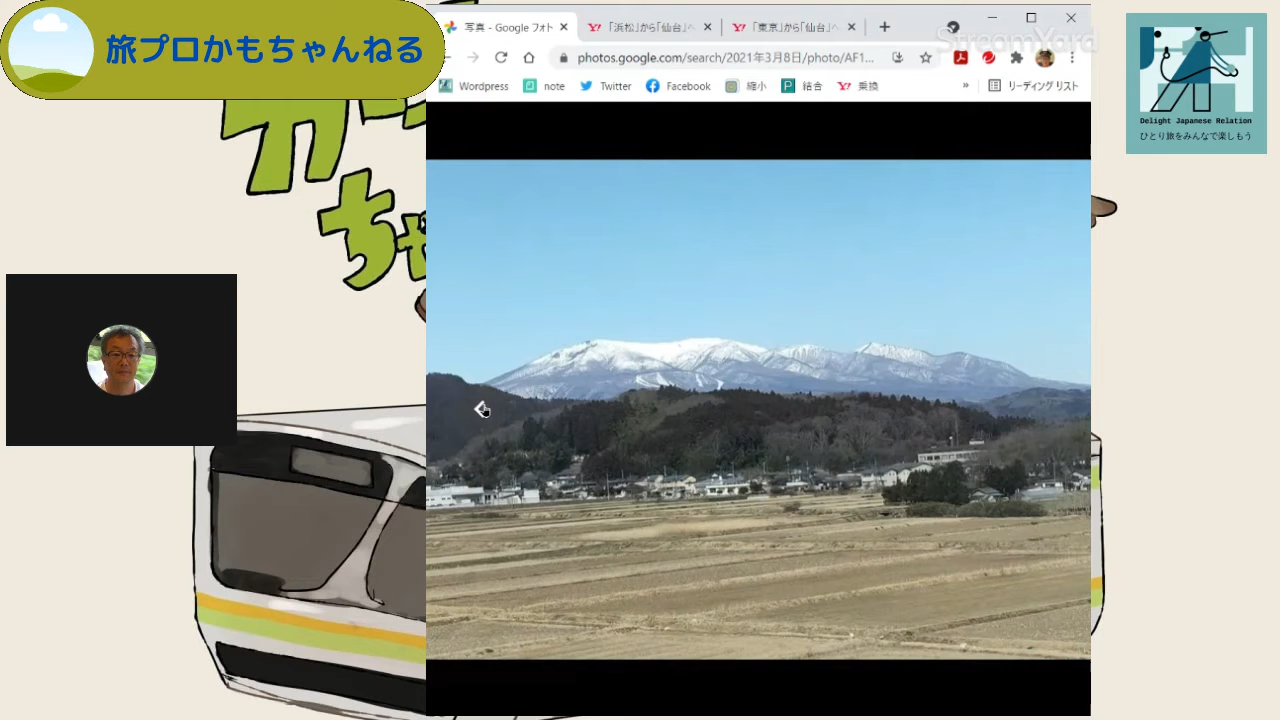 旅プロかもちゃんねる
写真 - Google フォト
「浜松」から「仙台」へ
「東京」から「仙台」へ
StreamYard
photos.google.com/search/2021年3月8日/photo/AF1...
Wordpress
note
Twitter
Facebook
縮小
結合
乗換
»
リーディング リスト
Delight Japanese Relation
ひとり旅をみんなで楽しもう
ちゃ